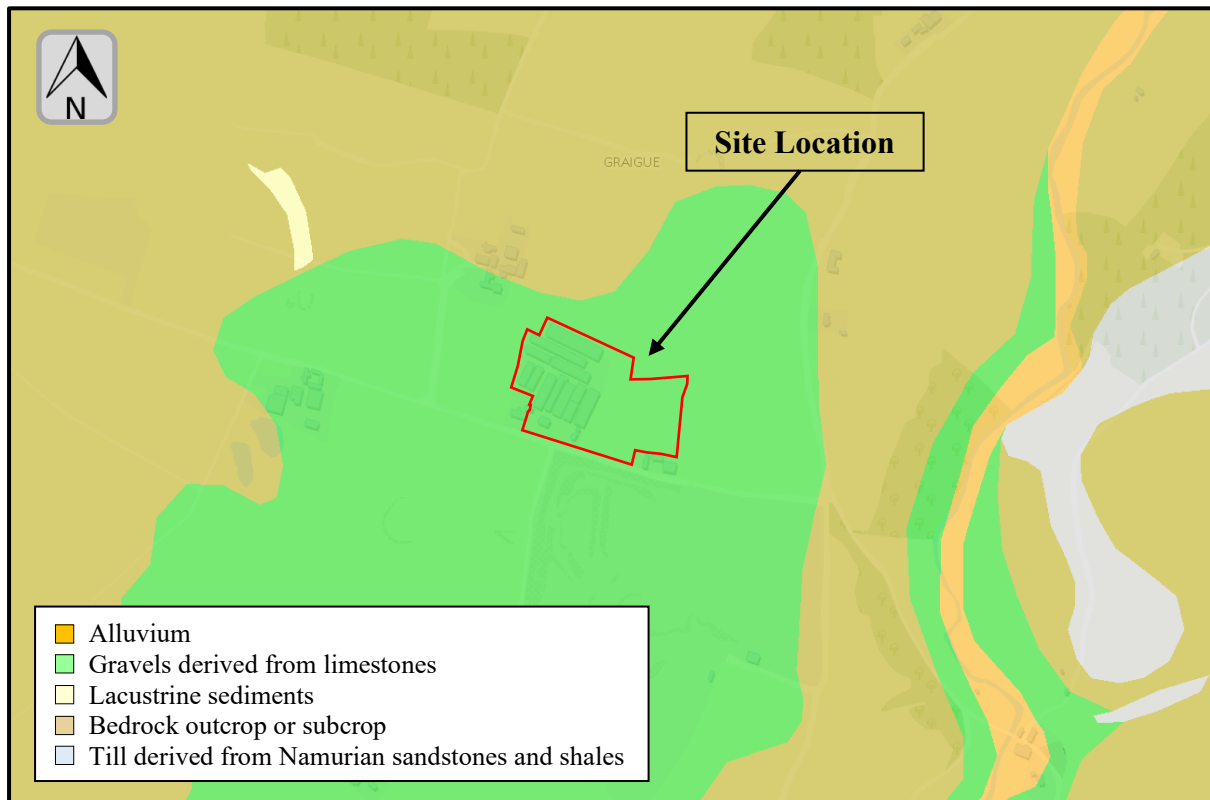 N
Site Location
GRAIGUE
Alluvium
Gravels derived from limestones
Lacustrine sediments
Bedrock outcrop or subcrop
Till derived from Namurian sandstones and shales